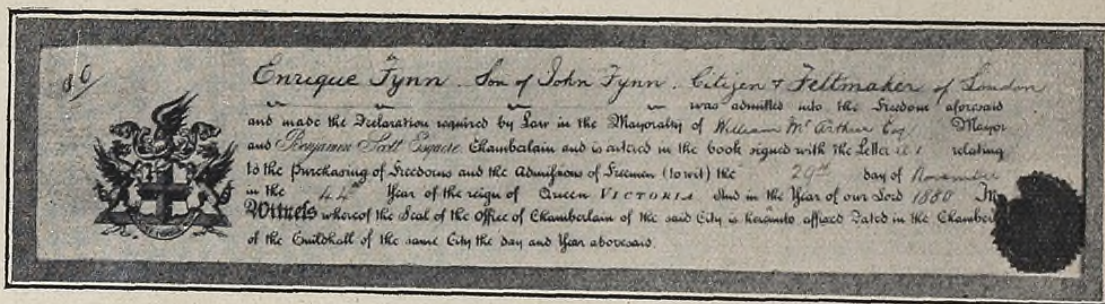 Enrique Fynn Son of John Fynn. Citizen & Feltmaker of London
was admitted into the Freedom aforesaid
and made the Declaration required by Law in the Mayoralty of William Mc Arthur Esq Mayor
and Benjamin Scott Esquire Chamberlain and is entered in the book signed with the Letter relating
to the Purchasing of Freedoms and the Admissions of Freemen (to wit) the 29th day of November
in the 44th Year of the reign of Queen VICTORIA And in the Year of our Lord 1880 In
Witness whereof the Seal of the Office of Chamberlain of the said City is hereunto affixed Dated in the Chamber
of the Guildhall of the same City the day and Year abovesaid.